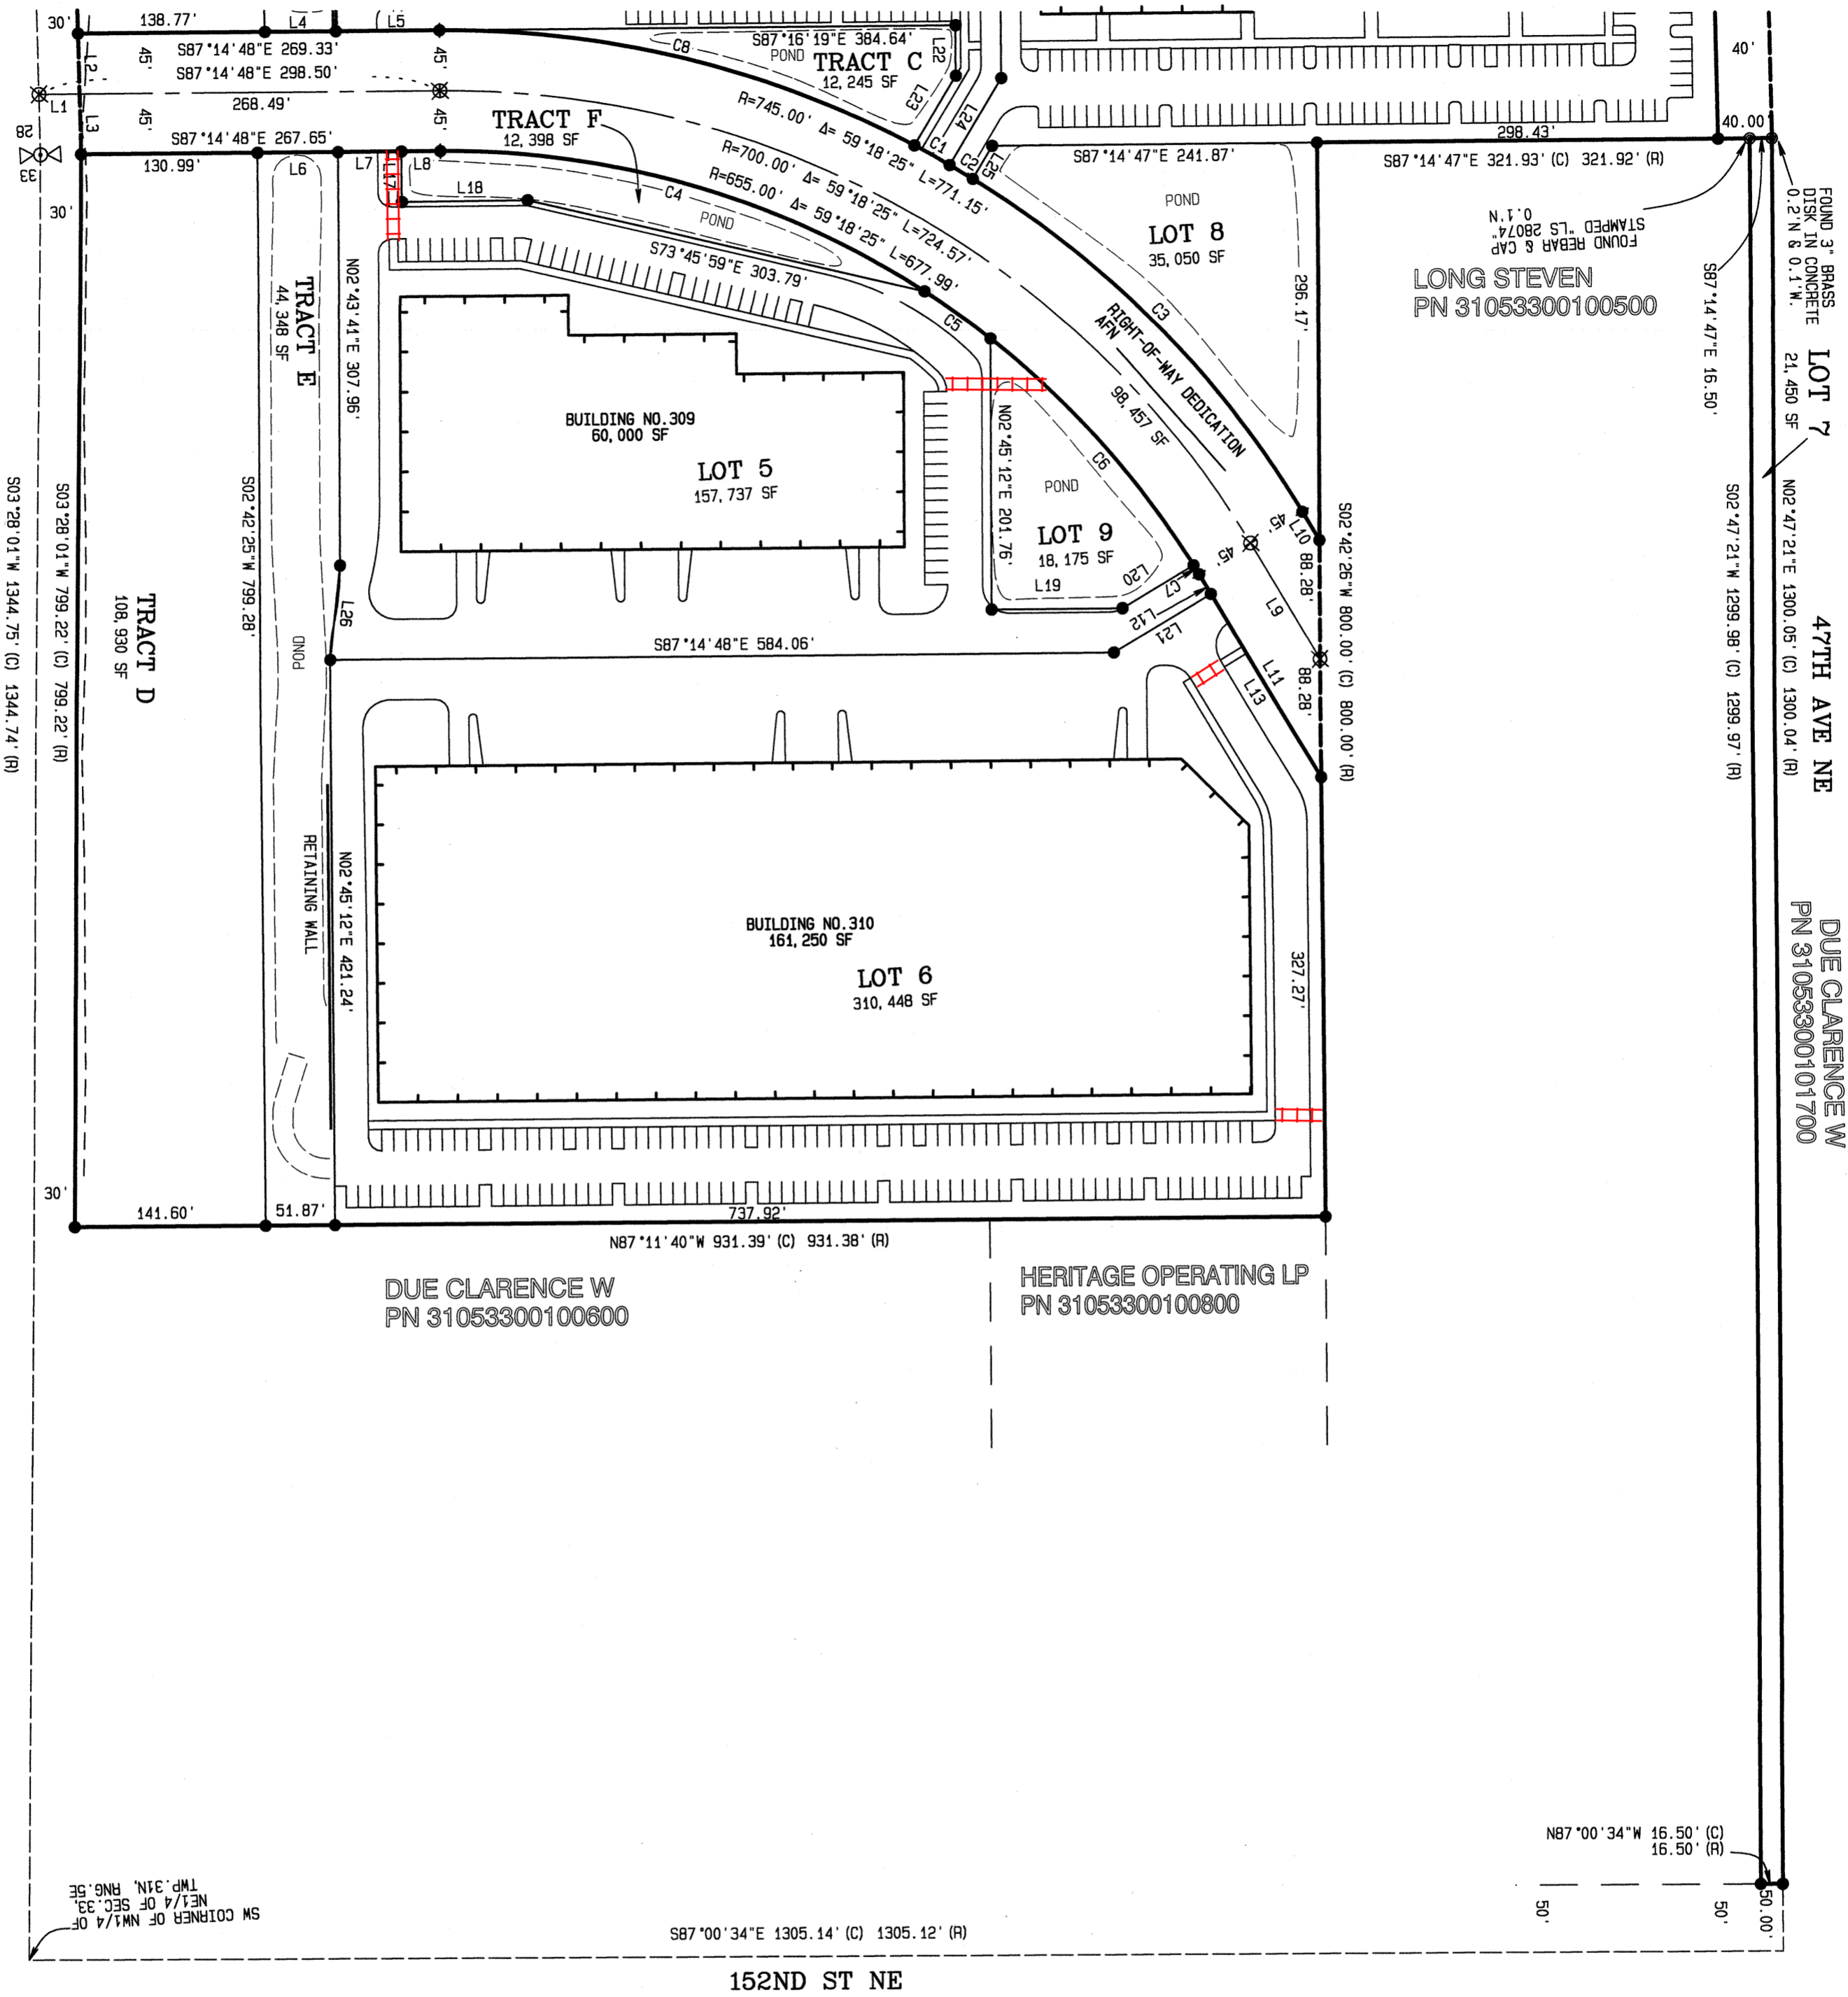 30'
138.77'
L4
L5
S87°14'48"E 269.33'
45'
S87°14'48"E 298.50'
45'
L2
L1
268.49'
L3
45'
45'
S87°14'48"E 267.65'
28
33
130.99'
L6
L7
L8
L17
L18
30'
C8
S87°16'19"E 384.64'
POND
TRACT C
12,245 SF
L22
L23
L24
C1
C2
L25
R=745.00' Δ= 59°18'25" L=771.15'
R=700.00' Δ= 59°18'25" L=724.57'
R=655.00' Δ= 59°18'25" L=677.99'
TRACT F
12,398 SF
C4
POND
S73°45'59"E 303.79'
C5
40'
40.00'
298.43'
S87°14'47"E 241.87'
S87°14'47"E 321.93' (C) 321.92' (R)
POND
LOT 8
35,050 SF
C3
296.17'
FOUND REBAR & CAP
STAMPED "LS 28074"
0.1'N
FOUND 3" BRASS
DISK IN CONCRETE
0.2'N & 0.1'W.
LONG STEVEN
PN 31053300100500
S87°14'47"E 16.50'
LOT 7
21,450 SF
TRACT E
44,348 SF
N02°43'41"E 307.96'
BUILDING NO.309
60,000 SF
LOT 5
157,737 SF
RIGHT-OF-WAY DEDICATION
AFN
98,457 SF
N02°45'12"E 201.76'
C6
POND
LOT 9
18,175 SF
L19
L20
C7
L12
L21
45'
45'
L10
88.28'
L9
88.28'
L11
L13
S02°42'26"W 800.00' (C) 800.00' (R)
S02°47'21"W 1299.98' (C) 1299.97' (R)
N02°47'21"E 1300.05' (C) 1300.04' (R)
47TH AVE NE
S03°28'01"W 1344.75' (C) 1344.74' (R)
S03°28'01"W 799.22' (C) 799.22' (R)
S02°42'25"W 799.28'
TRACT D
108,930 SF
L26
POND
S87°14'48"E 584.06'
RETAINING WALL
N02°45'12"E 421.24'
BUILDING NO.310
161,250 SF
LOT 6
310,448 SF
327.27'
DUE CLARENCE W
PN 31053300101700
30'
141.60'
51.87'
737.92'
N87°11'40"W 931.39' (C) 931.38' (R)
DUE CLARENCE W
PN 31053300100600
HERITAGE OPERATING LP
PN 31053300100800
N87°00'34"W 16.50' (C)
16.50' (R)
50'
50'
50.00'
SW COIRNER OF NW1/4 OF
NE1/4 OF SEC.33,
TWP.31N, RNG.5E
S87°00'34"E 1305.14' (C) 1305.12' (R)
152ND ST NE